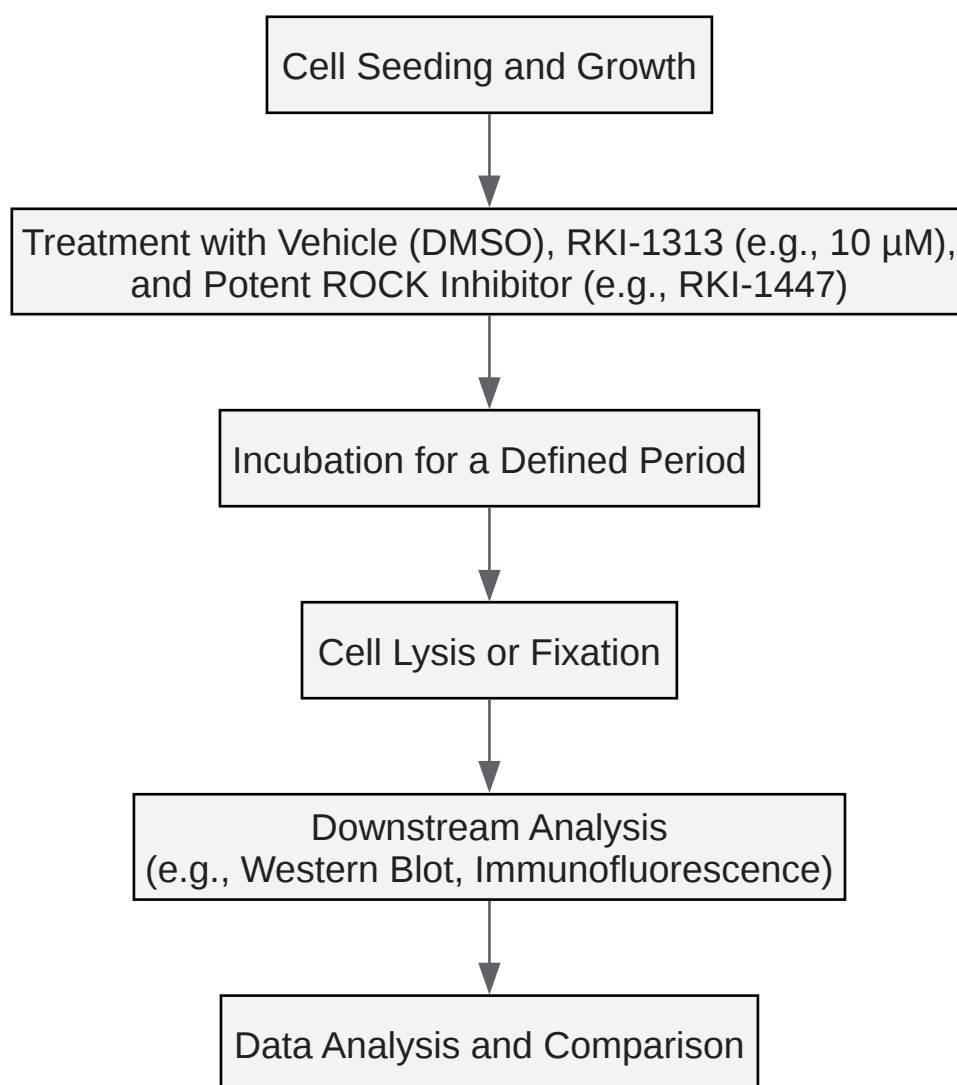 Cell Seeding and Growth
Treatment with Vehicle (DMSO), RKI-1313 (e.g., 10 µM),
and Potent ROCK Inhibitor (e.g., RKI-1447)
Incubation for a Defined Period
Cell Lysis or Fixation
Downstream Analysis
(e.g., Western Blot, Immunofluorescence)
Data Analysis and Comparison